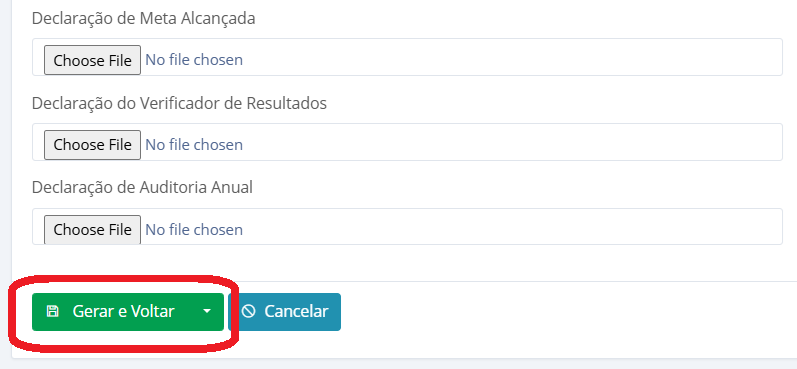 Declaração de Meta Alcançada
Choose File No file chosen
Declaração do Verificador de Resultados
Choose File No file chosen
Declaração de Auditoria Anual
Choose File No file chosen
Gerar e Voltar Cancelar